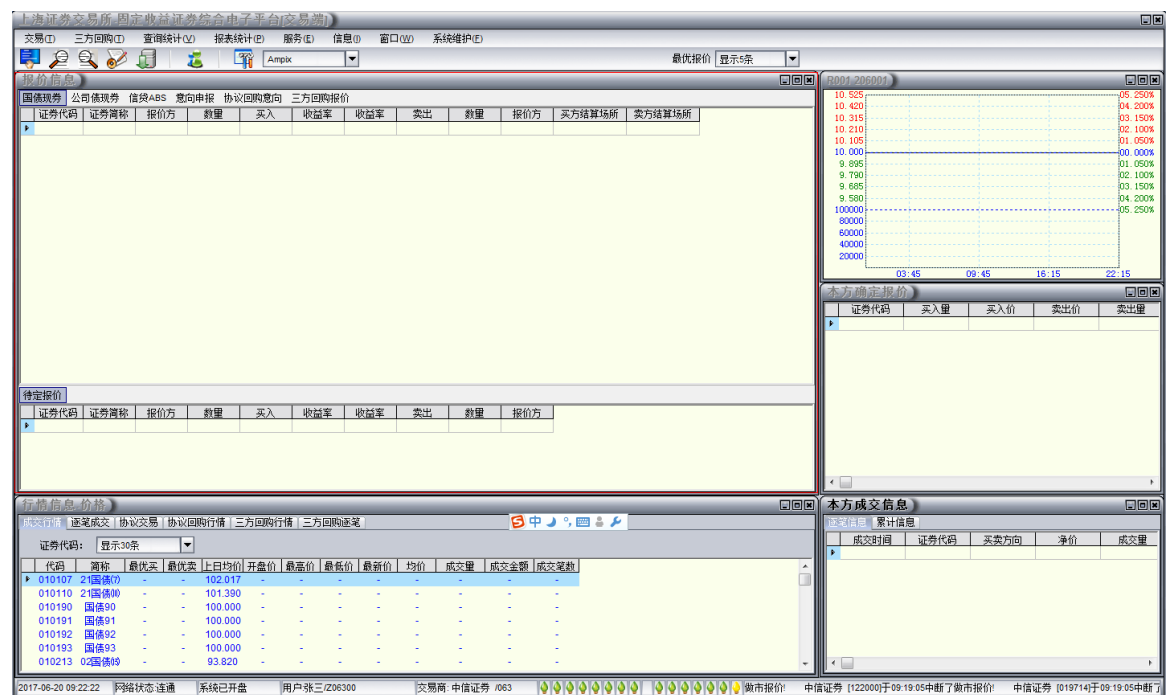 上海证券交易所 固定收益证券综合电子平台[交易端]
交易(T) 三方回购(T) 查询统计(V) 报表统计(P) 服务(E) 信息(I) 窗口(W) 系统维护(F)
Ampix 最优报价 显示5条
报价信息
国债现券 公司债现券 信贷ABS 意向申报 协议回购意向 三方回购报价
证券代码 证券简称 报价方 数量 买入 收益率 收益率 卖出 数量 报价方 买方结算场所 卖方结算场所
待定报价
证券代码 证券简称 报价方 数量 买入 收益率 收益率 卖出 数量 报价方
R001,206001
10.525 05.250%
10.420 04.200%
10.315 03.150%
10.210 02.100%
10.105 01.050%
10.000 00.000%
9.895 01.050%
9.790 02.100%
9.685 03.150%
9.580 04.200%
100000 05.250%
80000
60000
40000
20000
03:45 09:45 16:15 22:15
本方确定报价
证券代码 买入量 买入价 卖出价 卖出量
行情信息 价格
成交行情 逐笔成交 协议交易 协议回购行情 三方回购行情 三方回购逐笔
中
证券代码: 显示30条
代码 简称 最优买 最优卖 上日均价 开盘价 最高价 最低价 最新价 均价 成交量 成交金额 成交笔数
010107 21国债⑺ - - 102.017 - - - - - - - -
010110 21国债⑽ - - 101.390 - - - - - - - -
010190 国债90 - - 100.000 - - - - - - - -
010191 国债91 - - 100.000 - - - - - - - -
010192 国债92 - - 100.000 - - - - - - - -
010193 国债93 - - 100.000 - - - - - - - -
010213 02国债⒀ - - 93.820 - - - - - - - -
本方成交信息
逐笔信息 累计信息
成交时间 证券代码 买卖方向 净价 成交量
2017-06-20 09:22:22 网络状态:连通 系统已开盘 用户:张三/Z06300 交易商: 中信证券 /063 做市报价! 中信证券 [122000]于09:19:05中断了做市报价! 中信证券 [019714]于09:19:05中断了